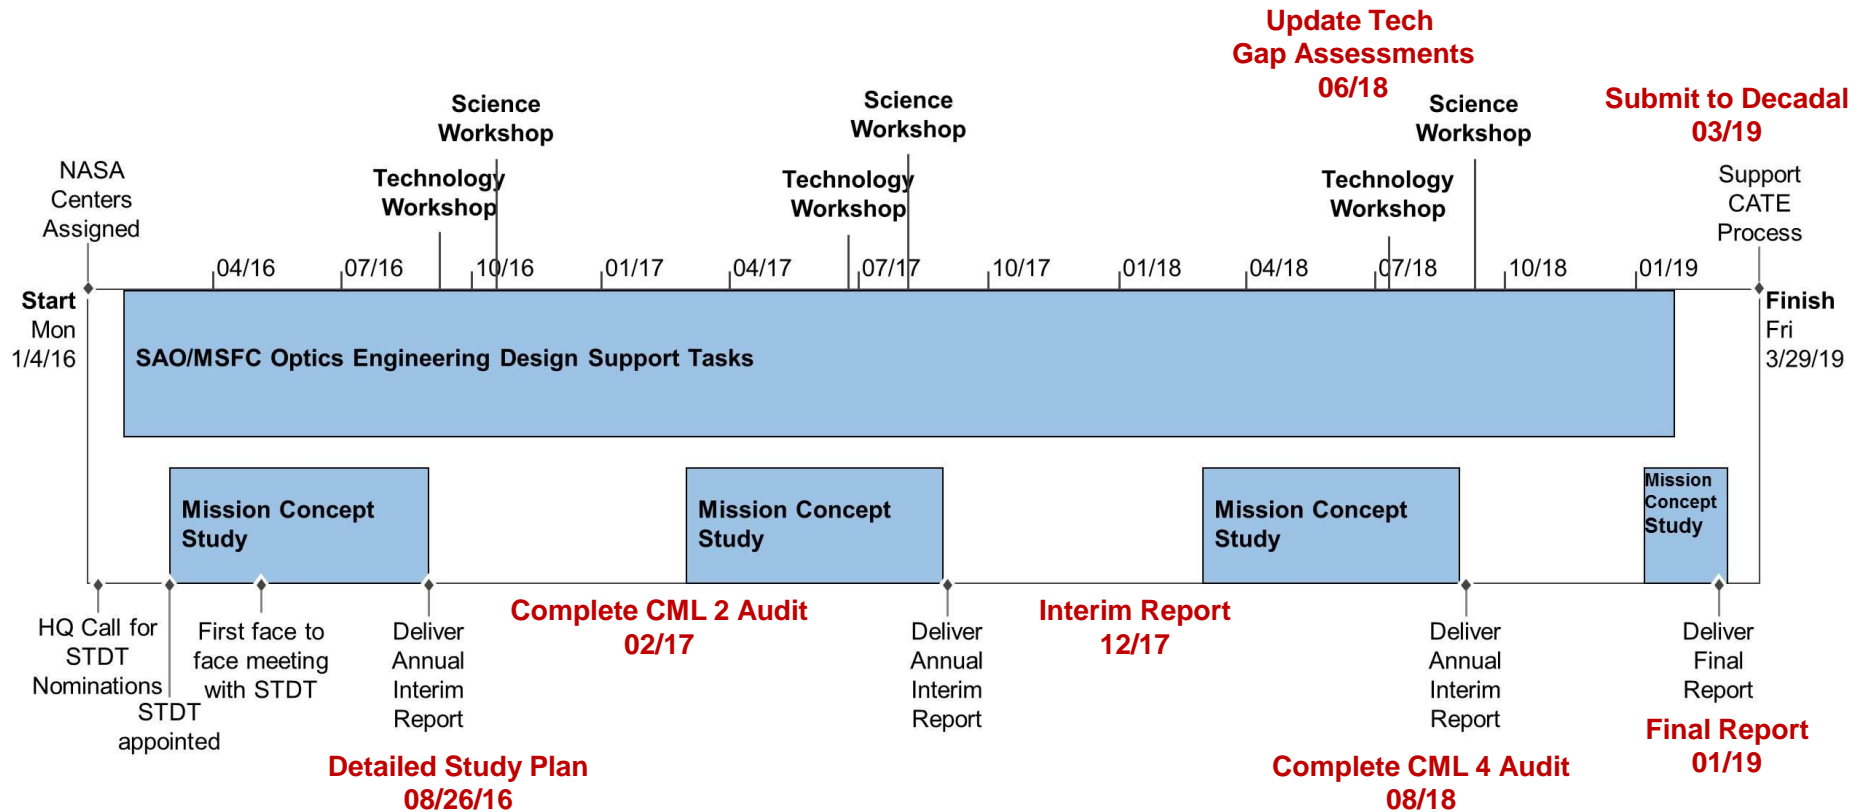 Update Tech
Gap Assessments
06/18
Science
Workshop
Science
Workshop
Science
Workshop
Submit to Decadal
03/19
NASA
Centers
Assigned
Technology
Workshop
Technology
Workshop
Technology
Workshop
Support
CATE
Process
04/16
07/16
10/16
01/17
04/17
07/17
10/17
01/18
04/18
07/18
10/18
01/19
Start
Mon
1/4/16
Finish
Fri
3/29/19
SAO/MSFC Optics Engineering Design Support Tasks
Mission Concept
Study
Mission Concept
Study
Mission Concept
Study
Mission
Concept
Study
HQ Call for
STDT
Nominations
STDT
appointed
First face to
face meeting
with STDT
Deliver
Annual
Interim
Report
Complete CML 2 Audit
02/17
Deliver
Annual
Interim
Report
Interim Report
12/17
Deliver
Annual
Interim
Report
Deliver
Final
Report
Detailed Study Plan
08/26/16
Complete CML 4 Audit
08/18
Final Report
01/19